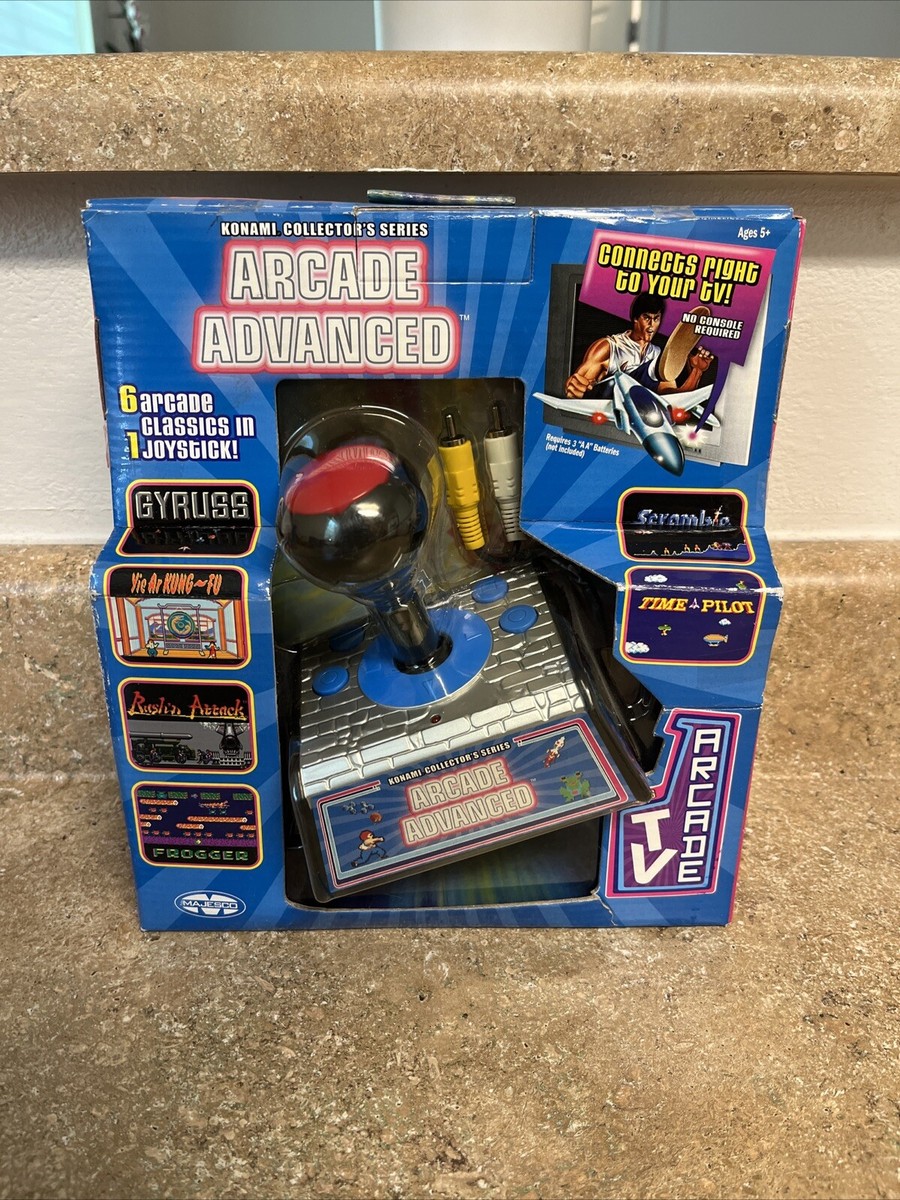 KONAMI COLLECTOR'S SERIES
ARCADE
ADVANCED™
Ages 5+
CONNECTS RIGHT
TO YOUR TV!
NO CONSOLE
REQUIRED
6 arcade
CLASSICS IN
1 JOYSTICK!
Requires 3 "AA" Batteries
(not included)
GYRUSS
Scramble
Yie Ar KUNG~FU
TIME PILOT
Rush'n Attack
FROGGER
KONAMI COLLECTOR'S SERIES
ARCADE
ADVANCED™
ARCADE
TV
MAJESCO